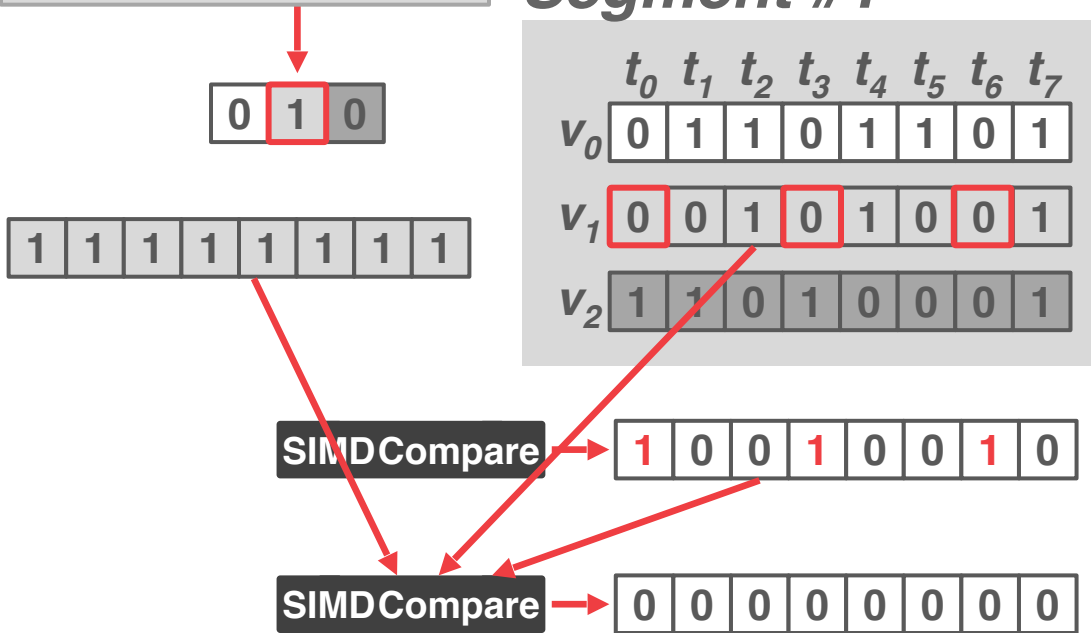 Segment #1
t0 t1 t2 t3 t4 t5 t6 t7
0 1 0
v0 0 1 1 0 1 1 0 1
v1 0 0 1 0 1 0 0 1
1 1 1 1 1 1 1 1
v2 1 1 0 1 0 0 0 1
SIMDCompare 1 0 0 1 0 0 1 0
SIMDCompare 0 0 0 0 0 0 0 0